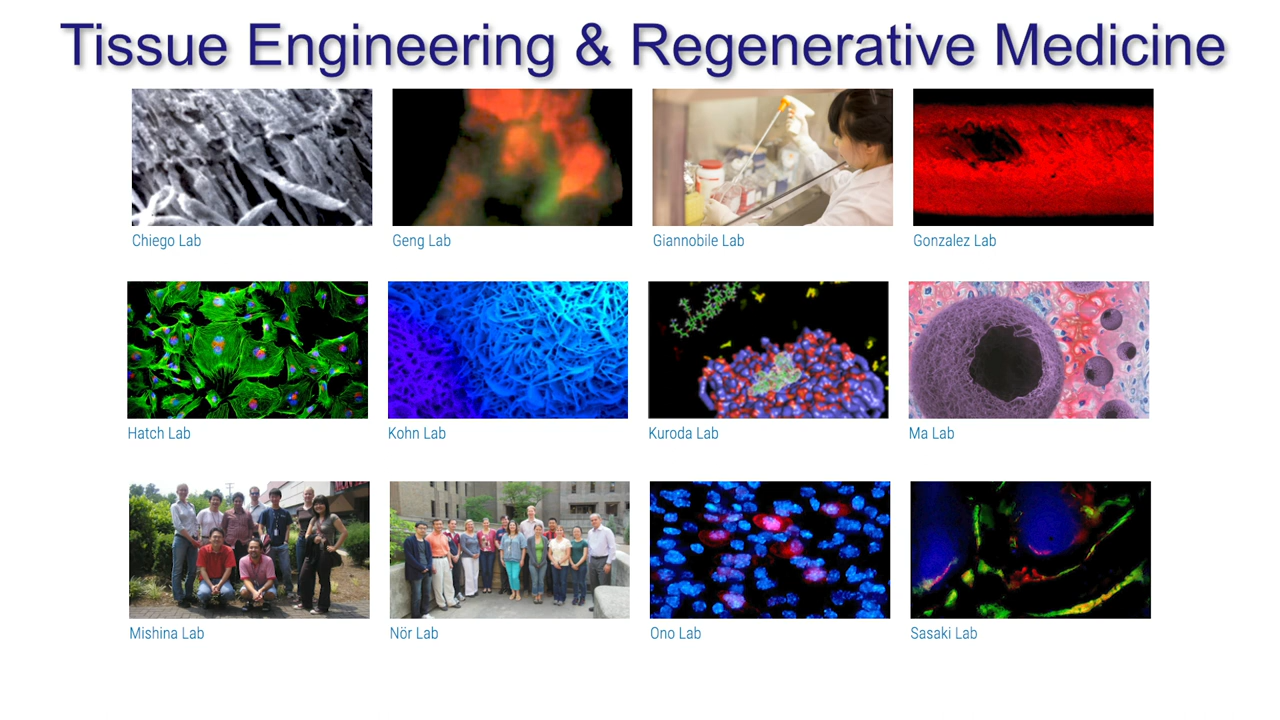 Tissue Engineering & Regenerative Medicine
Chiego Lab
Geng Lab
Giannobile Lab
Gonzalez Lab
Hatch Lab
Kohn Lab
Kuroda Lab
Ma Lab
Mishina Lab
Nör Lab
Ono Lab
Sasaki Lab